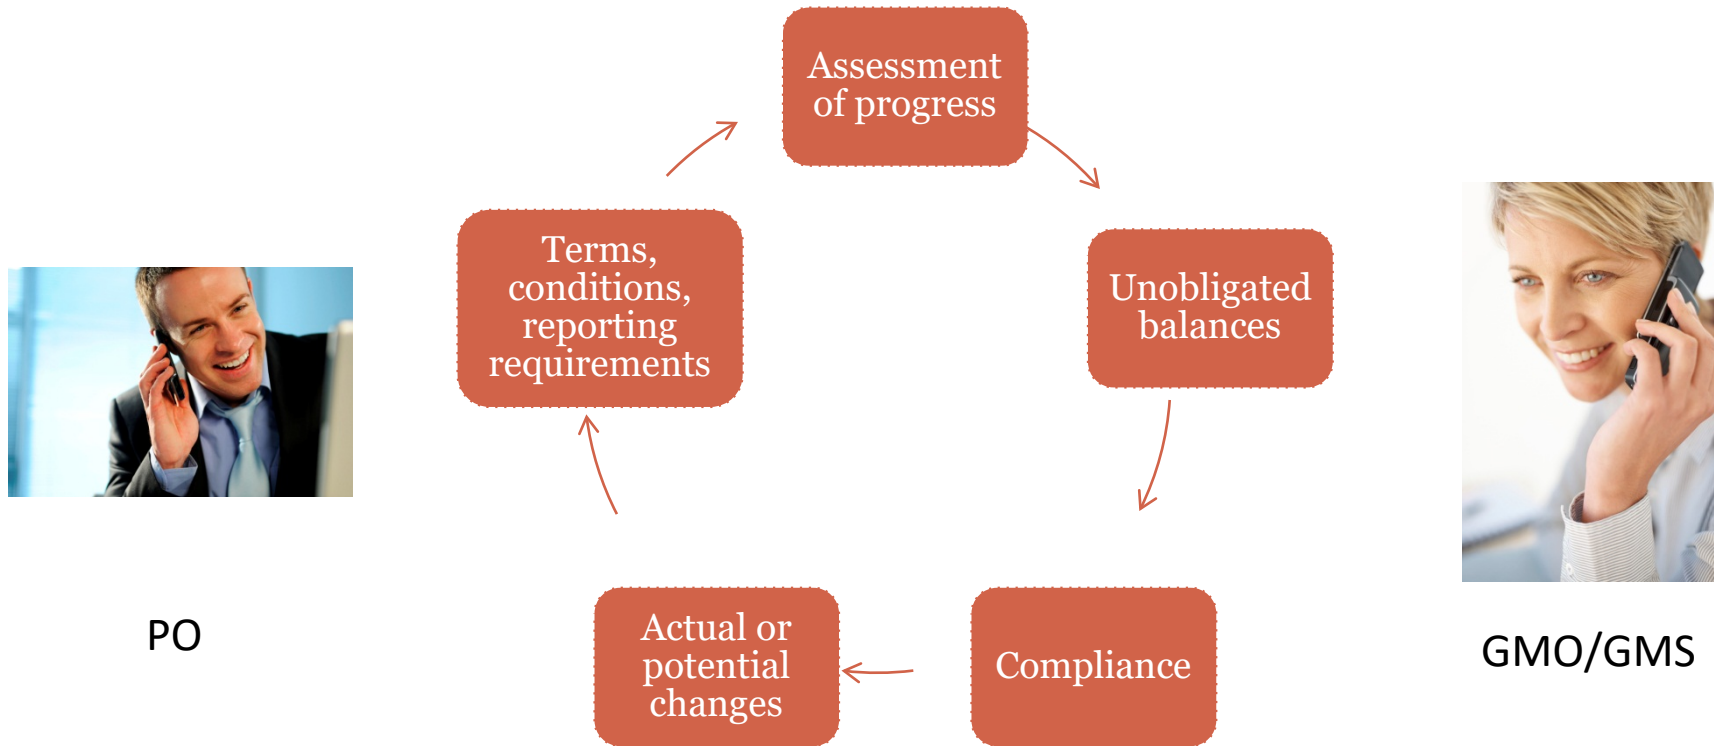 Assessment
of progress
Unobligated
balances
Compliance
Actual or
potential
changes
Terms,
conditions,
reporting
requirements
PO
GMO/GMS